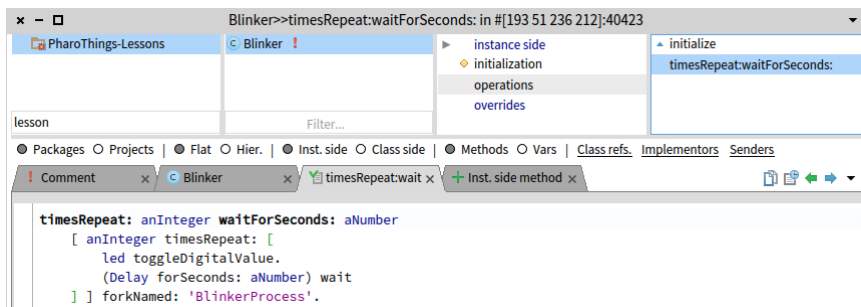 Blinker>>timesRepeat:waitForSeconds: in #[193 51 236 212]:40423
PharoThings-Lessons
C Blinker !
instance side
initialization
operations
overrides
initialize
timesRepeat:waitForSeconds:
lesson
Filter...
Packages Projects | Flat Hier. | Inst. side Class side | Methods Vars | Class refs. Implementors Senders
! Comment x C Blinker x timesRepeat:wait x Inst. side method x
timesRepeat: anInteger waitForSeconds: aNumber
[ anInteger timesRepeat: [
led toggleDigitalValue.
(Delay forSeconds: aNumber) wait
] ] forkNamed: 'BlinkerProcess'.